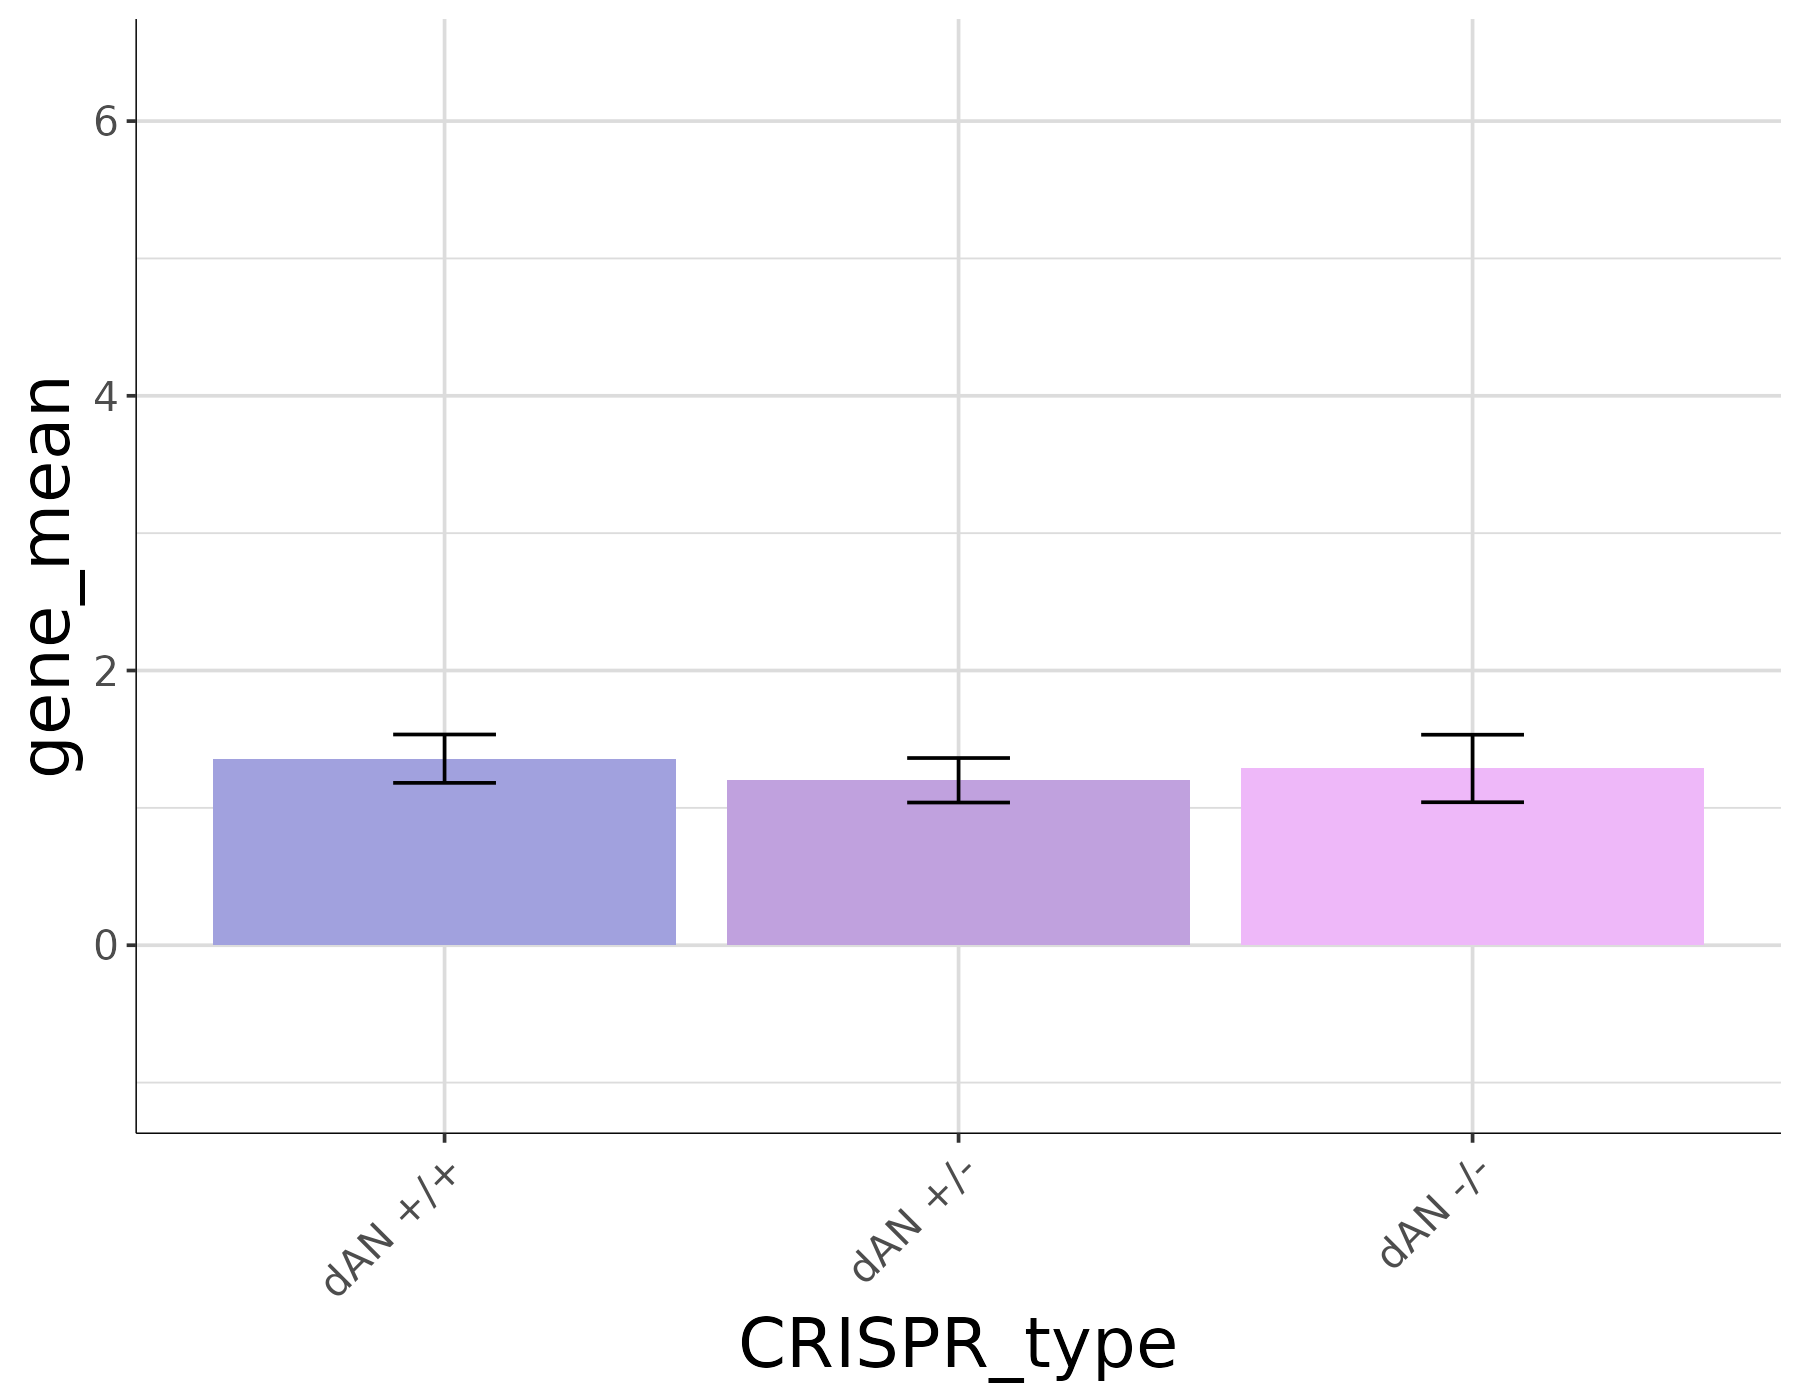 gene_mean
6
4
2
0
dAN +/+
dAN +/-
dAN -/-
CRISPR_type